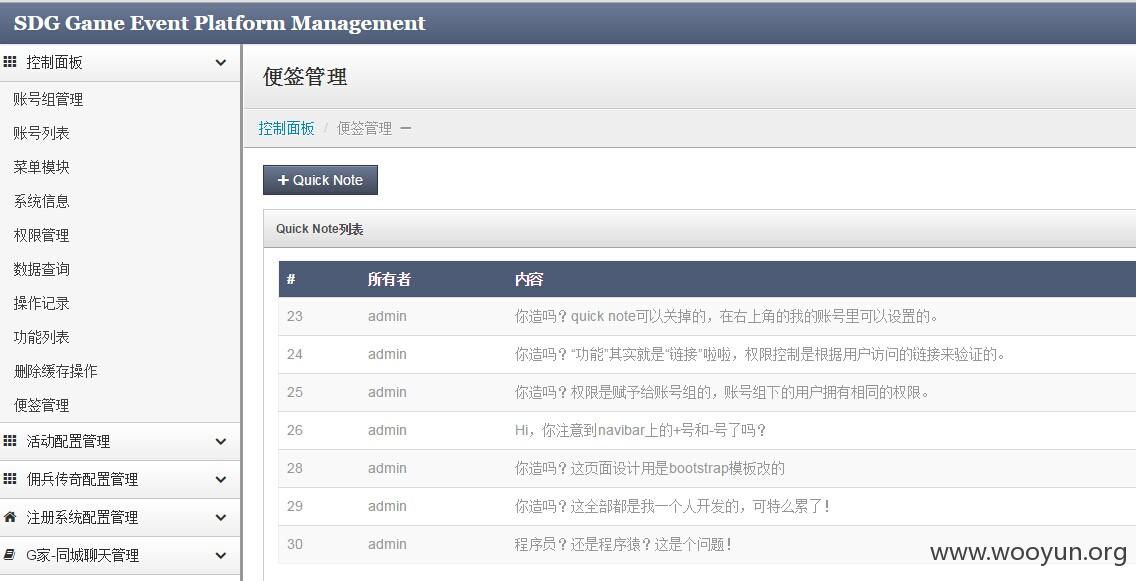 SDG Game Event Platform Management
控制面板
账号组管理
账号列表
菜单模块
系统信息
权限管理
数据查询
操作记录
功能列表
删除缓存操作
便签管理
活动配置管理
佣兵传奇配置管理
注册系统配置管理
G家-同城聊天管理
便签管理
控制面板 / 便签管理 —
+ Quick Note
Quick Note列表
# 所有者 内容
23 admin 你造吗？quick note可以关掉的，在右上角的我的账号里可以设置的。
24 admin 你造吗？“功能”其实就是“链接”啦啦，权限控制是根据用户访问的链接来验证的。
25 admin 你造吗？权限是赋予给账号组的，账号组下的用户拥有相同的权限。
26 admin Hi，你注意到navibar上的+号和-号了吗？
28 admin 你造吗？这页面设计用是bootstrap模板改的
29 admin 你造吗？这全部都是我一个人开发的，可特么累了！
30 admin 程序员？还是程序猿？这是个问题！
www.wooyun.org